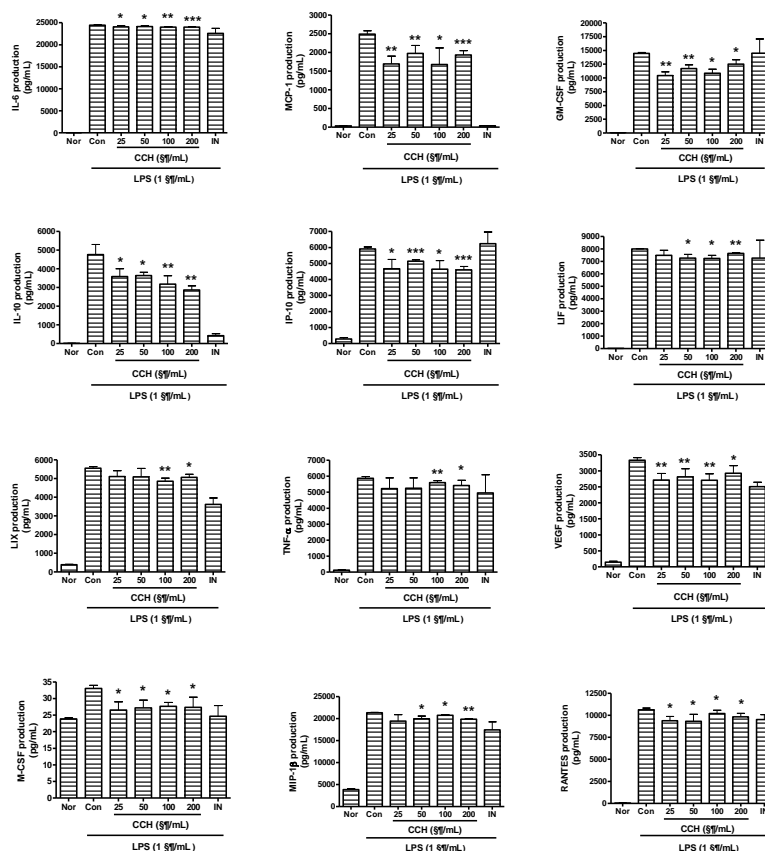 IL-6 production
(pg/mL)
25000
20000
15000
10000
5000
0
* ** ** ***
Nor Con 25 50 100 200 IN
CCH (§¶/mL)
LPS (1 §¶/mL)
MCP-1 production
(pg/mL)
3000
2500
2000
1500
1000
500
0
** ** * ***
Nor Con 25 50 100 200 IN
CCH (§¶/mL)
LPS (1 §¶/mL)
GM-CSF production
(pg/mL)
20000
17500
15000
12500
10000
7500
5000
2500
0
** ** * *
Nor Con 25 50 100 200 IN
CCH (§¶/mL)
LPS (1 §¶/mL)
IL-10 production
(pg/mL)
6000
5000
4000
3000
2000
1000
0
* * ** **
Nor Con 25 50 100 200 IN
CCH (§¶/mL)
LPS (1 §¶/mL)
IP-10 production
(pg/mL)
7000
6000
5000
4000
3000
2000
1000
0
* *** * ***
Nor Con 25 50 100 200 IN
CCH (§¶/mL)
LPS (1 §¶/mL)
LIF production
(pg/mL)
9000
8000
7000
6000
5000
4000
3000
2000
1000
0
* * **
Nor Con 25 50 100 200 IN
CCH (§¶/mL)
LPS (1 §¶/mL)
LIX production
(pg/mL)
6000
5000
4000
3000
2000
1000
0
** *
Nor Con 25 50 100 200 IN
CCH (§¶/mL)
LPS (1 §¶/mL)
TNF-α production
(pg/mL)
7000
6000
5000
4000
3000
2000
1000
0
** *
Nor Con 25 50 100 200 IN
CCH (§¶/mL)
LPS (1 §¶/mL)
VEGF production
(pg/mL)
3500
3000
2500
2000
1500
1000
500
0
** ** ** *
Nor Con 25 50 100 200 IN
CCH (§¶/mL)
LPS (1 §¶/mL)
M-CSF production
(pg/mL)
35
30
25
20
15
10
5
0
* * * *
Nor Con 25 50 100 200 IN
CCH (§¶/mL)
LPS (1 §¶/mL)
MIP-1β production
(pg/mL)
25000
20000
15000
10000
5000
0
* * **
Nor Con 25 50 100 200 IN
CCH (§¶/mL)
LPS (1 §¶/mL)
RANTES production
(pg/mL)
12500
10000
7500
5000
2500
0
* * * *
Nor Con 25 50 100 200 IN
CCH (§¶/mL)
LPS (1 §¶/mL)